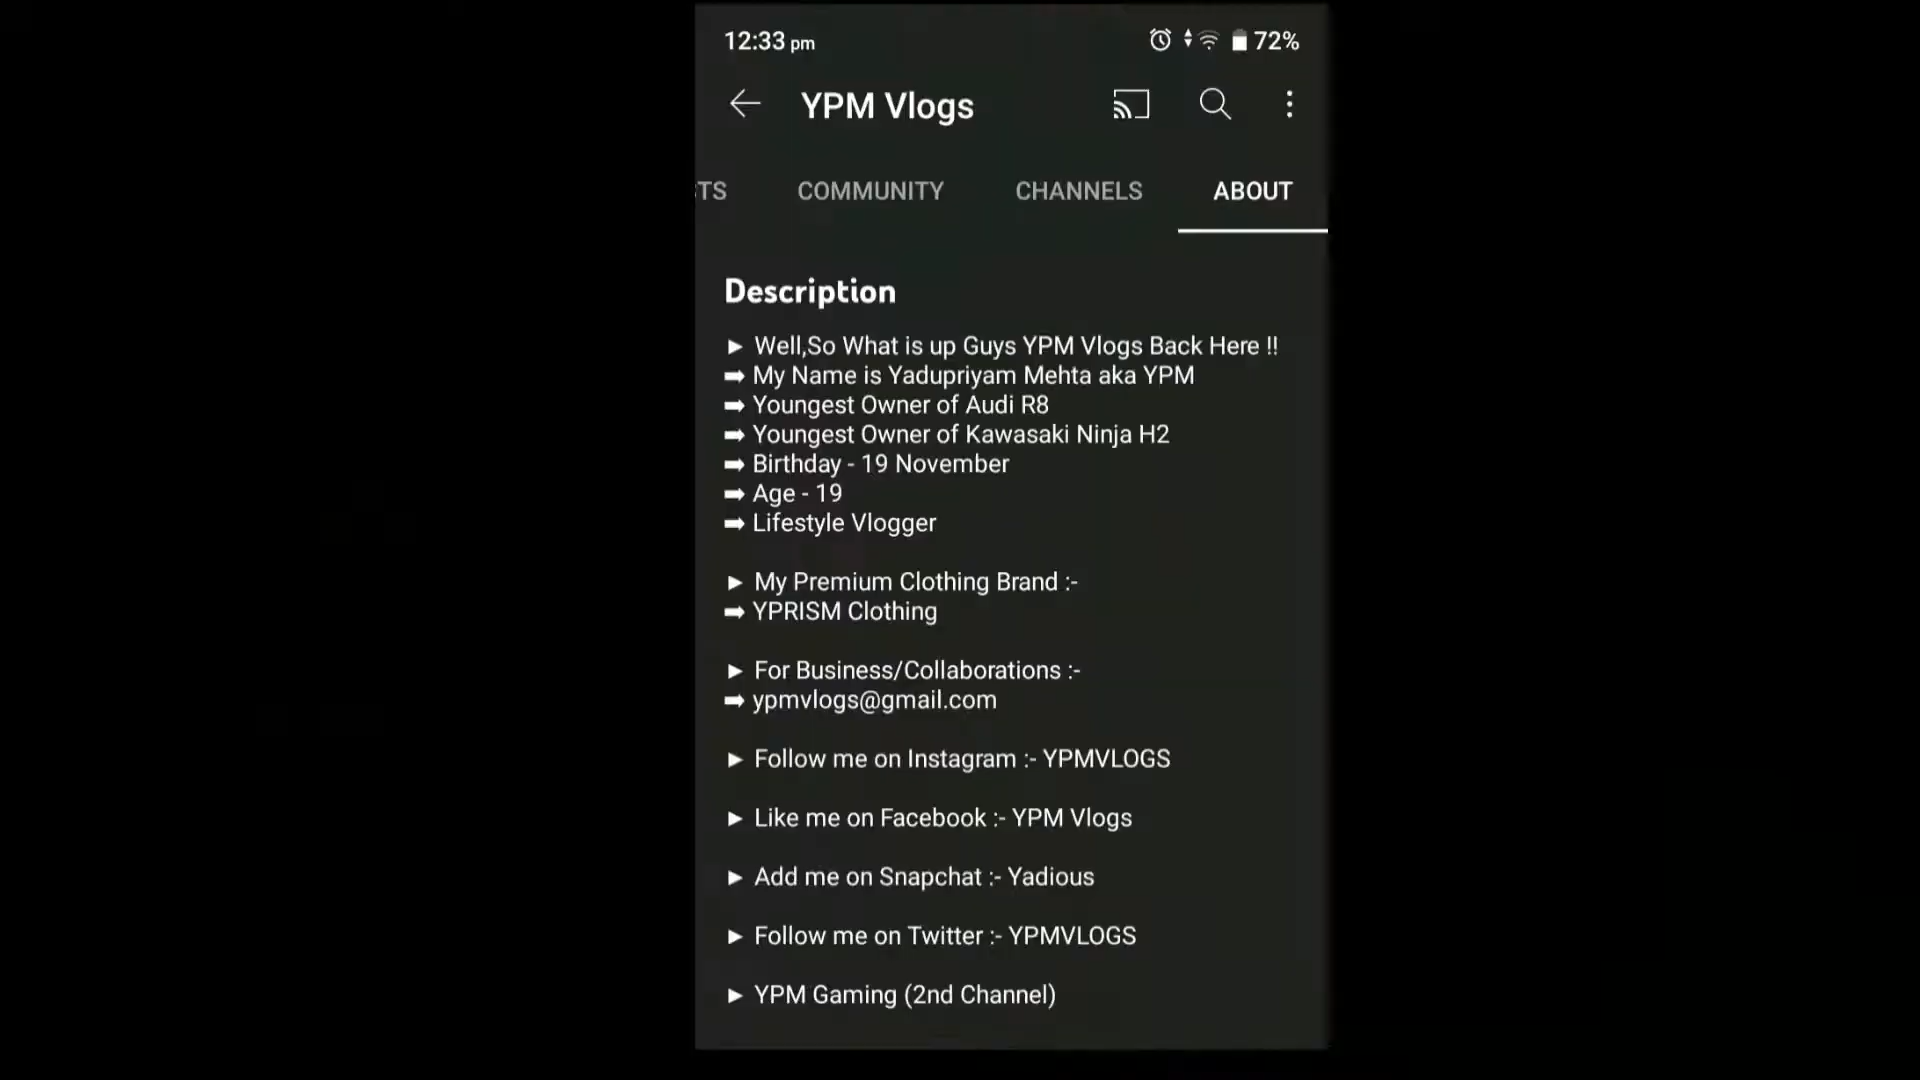 12:33 pm 72%
YPM Vlogs
STS COMMUNITY CHANNELS ABOUT
Description
► Well,So What is up Guys YPM Vlogs Back Here !!
➡ My Name is Yadupriyam Mehta aka YPM
➡ Youngest Owner of Audi R8
➡ Youngest Owner of Kawasaki Ninja H2
➡ Birthday - 19 November
➡ Age - 19
➡ Lifestyle Vlogger
► My Premium Clothing Brand :-
➡ YPRISM Clothing
► For Business/Collaborations :-
➡ ypmvlogs@gmail.com
► Follow me on Instagram :- YPMVLOGS
► Like me on Facebook :- YPM Vlogs
► Add me on Snapchat :- Yadious
► Follow me on Twitter :- YPMVLOGS
► YPM Gaming (2nd Channel)